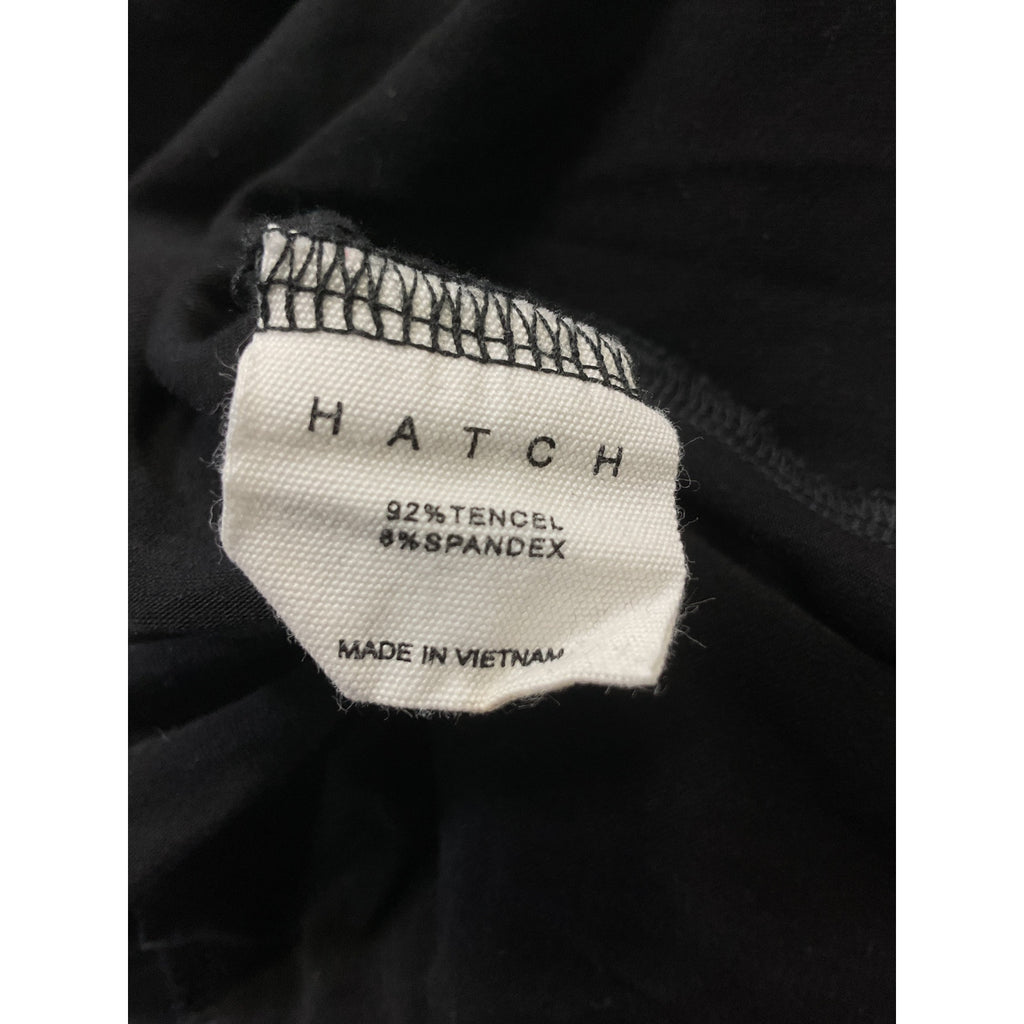 HATCH
92%TENCEL
8%SPANDEX
MADE IN VIETNAM